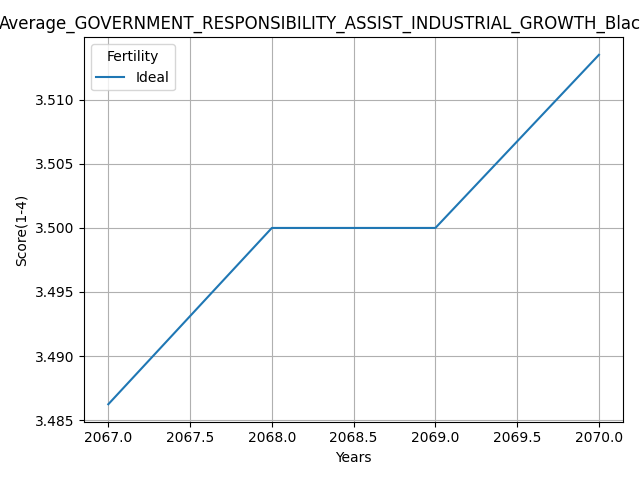 Average_GOVERNMENT_RESPONSIBILITY_ASSIST_INDUSTRIAL_GROWTH_Blac
Fertility
Ideal
3.510
3.505
3.500
3.495
3.490
3.485
Score(1-4)
2067.0 2067.5 2068.0 2068.5 2069.0 2069.5 2070.0
Years